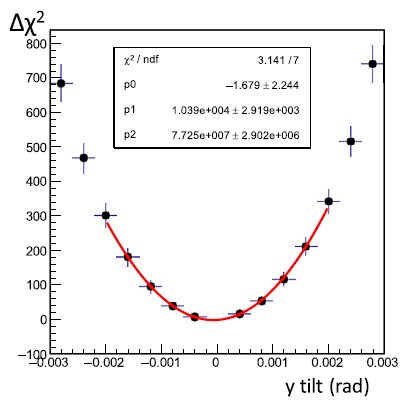 Δχ²
800
700
600
500
400
300
200
100
0
−100
χ² / ndf 3.141 / 7
p0 −1.679 ± 2.244
p1 1.039e+004 ± 2.919e+003
p2 7.725e+007 ± 2.902e+006
−0.003 −0.002 −0.001 0 0.001 0.002 0.003
y tilt (rad)